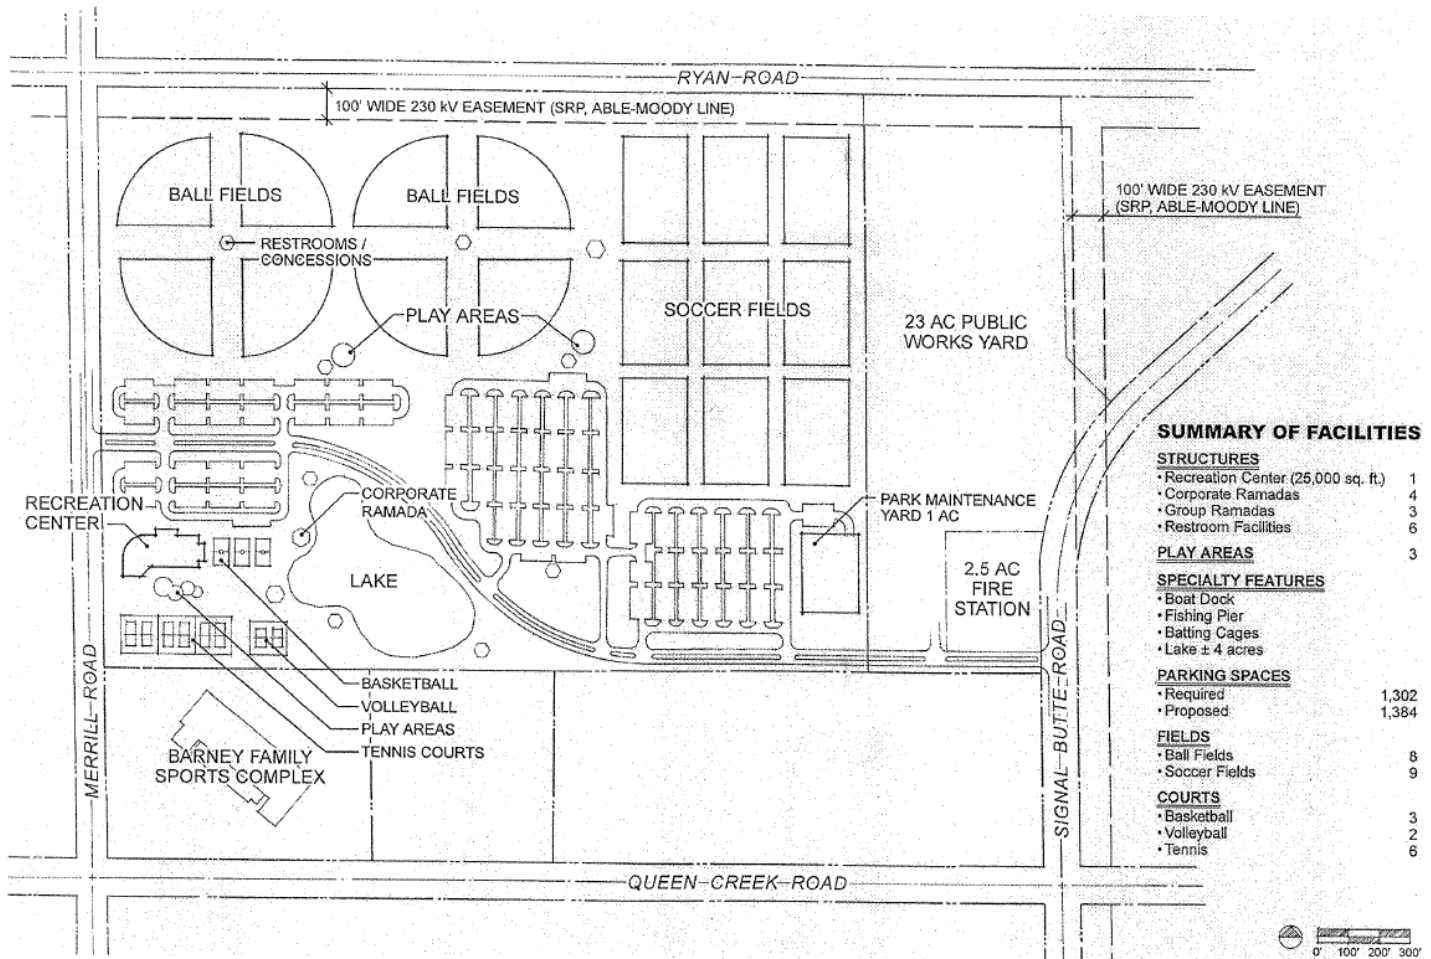 RYAN ROAD
100' WIDE 230 kV EASEMENT (SRP, ABLE-MOODY LINE)
100' WIDE 230 kV EASEMENT
(SRP, ABLE-MOODY LINE)
BALL FIELDS
BALL FIELDS
RESTROOMS /
CONCESSIONS
PLAY AREAS
SOCCER FIELDS
23 AC PUBLIC
WORKS YARD
RECREATION
CENTER
CORPORATE
RAMADA
LAKE
PARK MAINTENANCE
YARD 1 AC
2.5 AC
FIRE
STATION
BASKETBALL
VOLLEYBALL
PLAY AREAS
TENNIS COURTS
BARNEY FAMILY
SPORTS COMPLEX
MERRILL ROAD
SIGNAL BUTTE ROAD
QUEEN CREEK ROAD
SUMMARY OF FACILITIES
STRUCTURES
• Recreation Center (25,000 sq. ft.) 1
• Corporate Ramadas 4
• Group Ramadas 3
• Restroom Facilities 6
PLAY AREAS 3
SPECIALTY FEATURES
• Boat Dock
• Fishing Pier
• Batting Cages
• Lake ± 4 acres
PARKING SPACES
• Required 1,302
• Proposed 1,384
FIELDS
• Ball Fields 8
• Soccer Fields 9
COURTS
• Basketball 3
• Volleyball 2
• Tennis 6
0' 100' 200' 300'